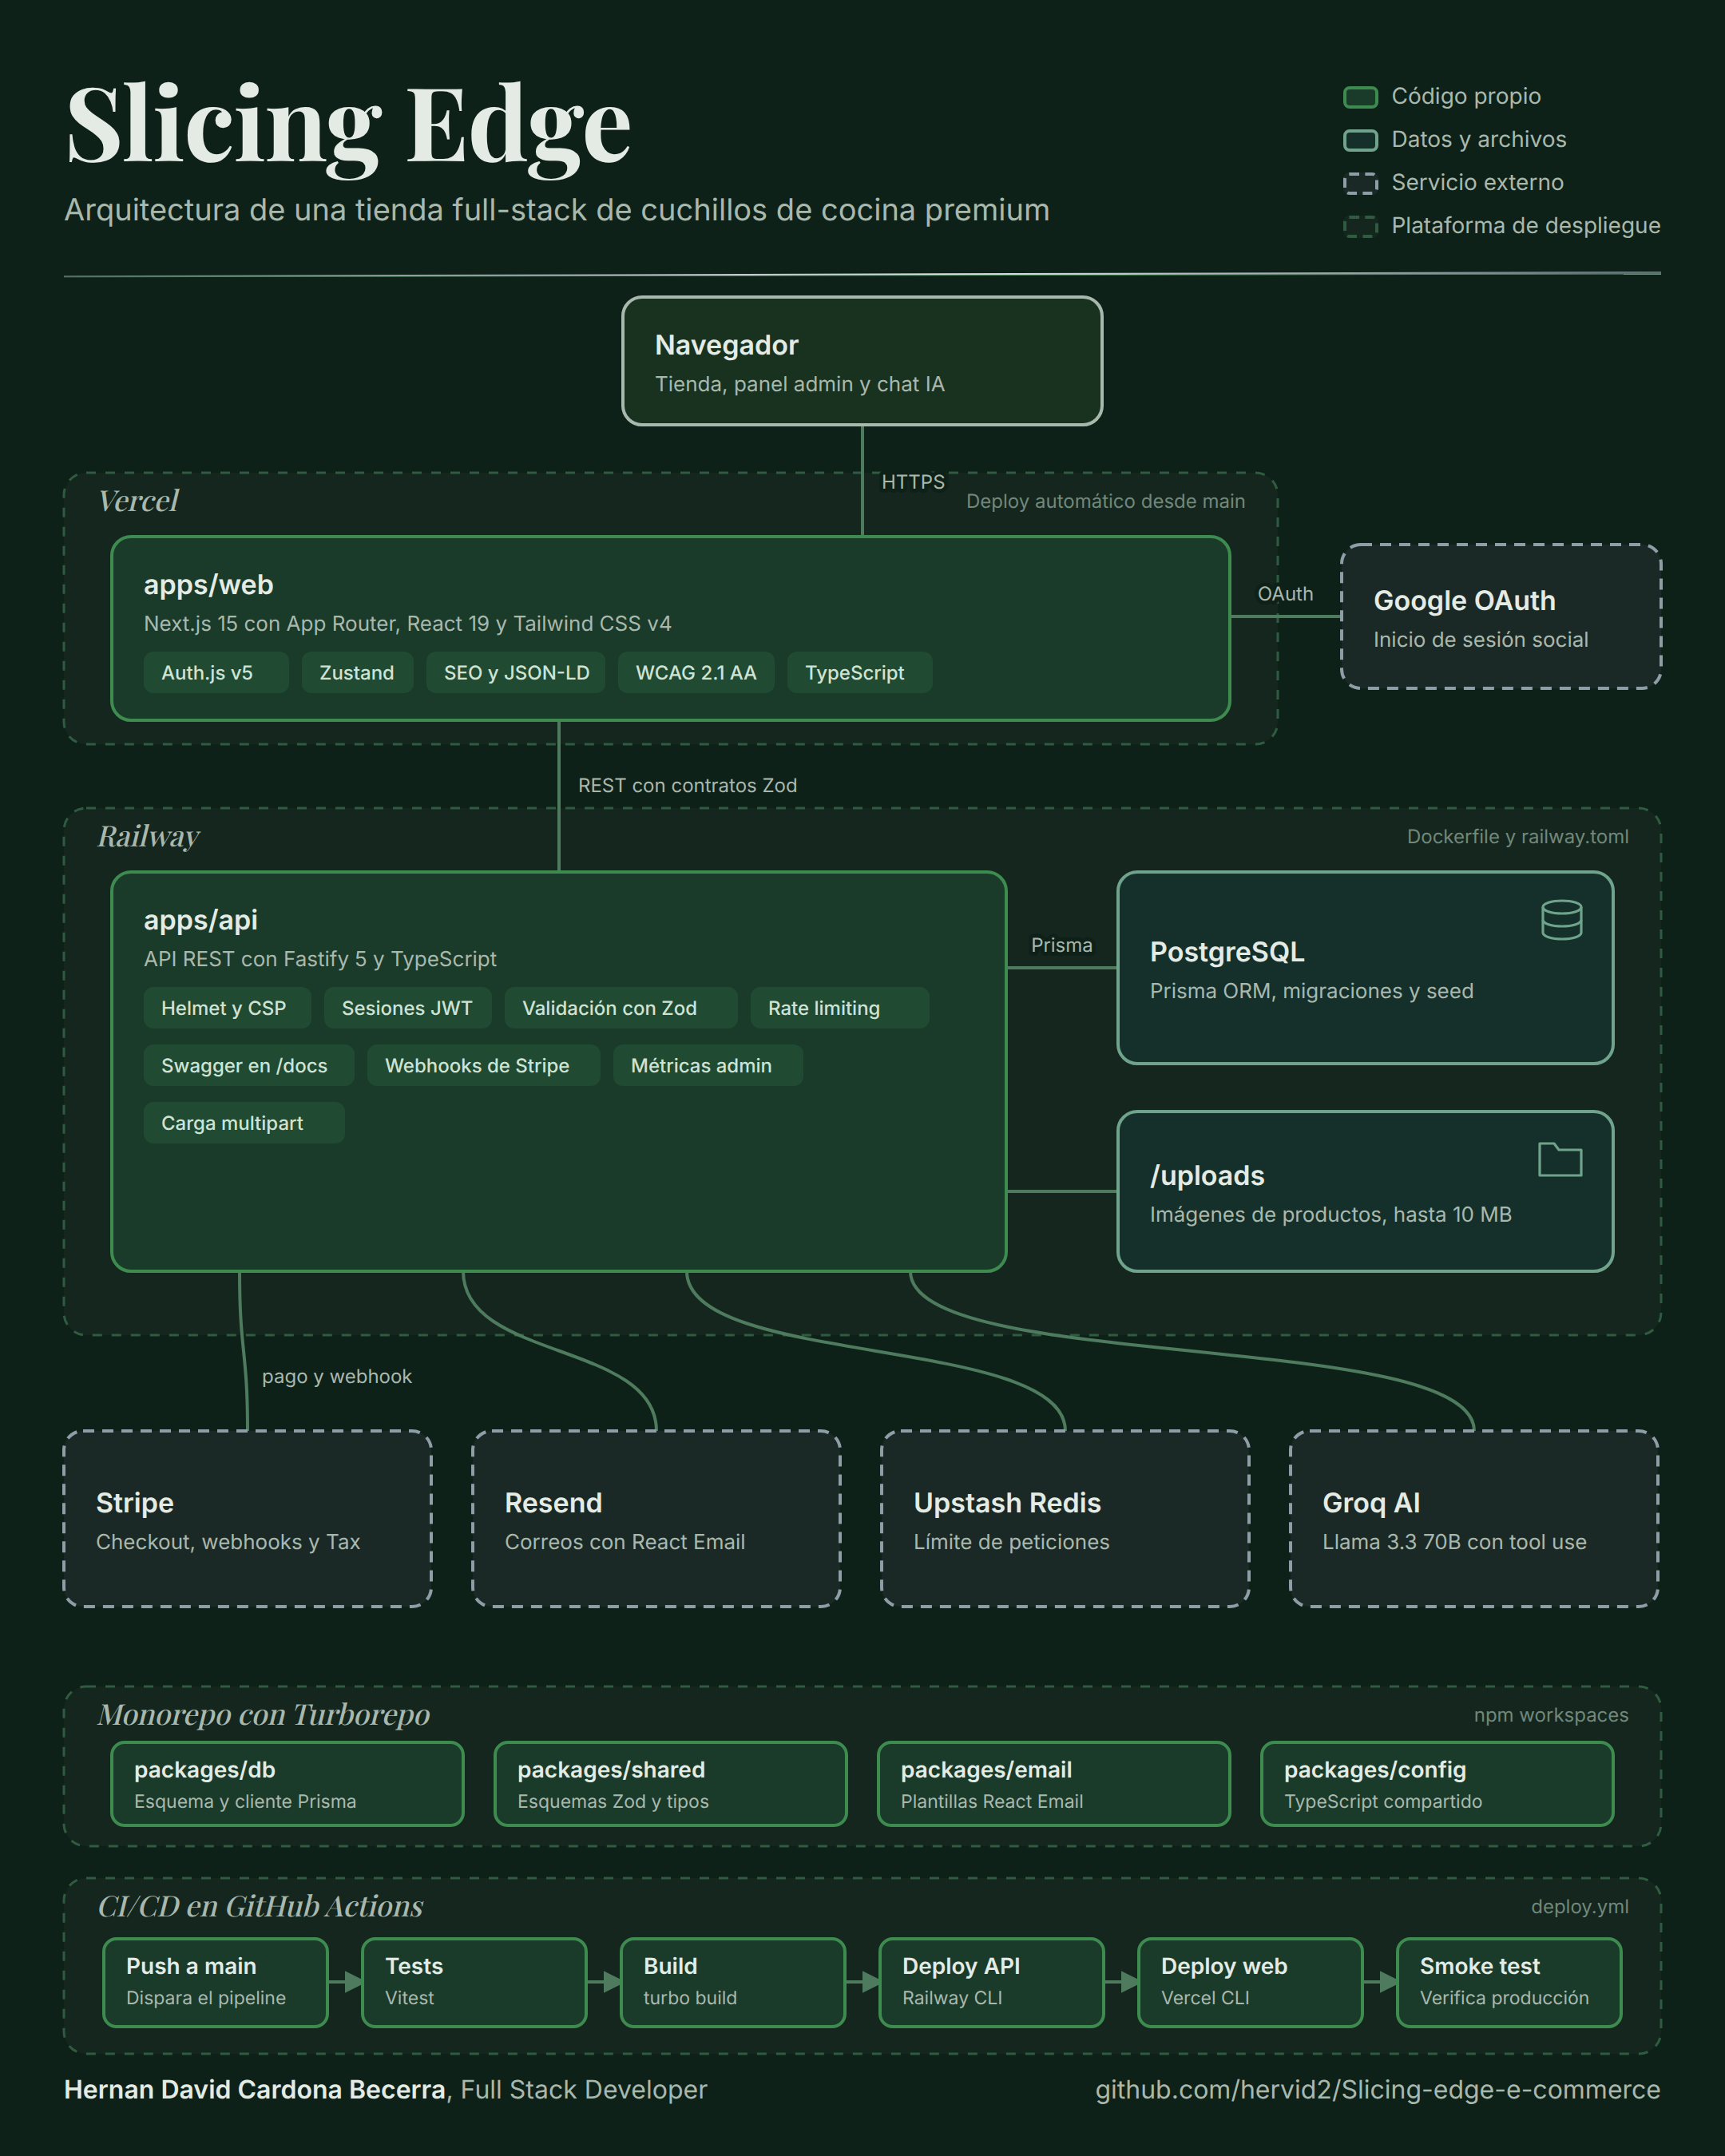 Slicing Edge
Arquitectura de una tienda full-stack de cuchillos de cocina premium
Código propio
Datos y archivos
Servicio externo
Plataforma de despliegue
Navegador
Tienda, panel admin y chat IA
HTTPS
Vercel
Deploy automático desde main
apps/web
Next.js 15 con App Router, React 19 y Tailwind CSS v4
Auth.js v5
Zustand
SEO y JSON-LD
WCAG 2.1 AA
TypeScript
OAuth
Google OAuth
Inicio de sesión social
REST con contratos Zod
Railway
Dockerfile y railway.toml
apps/api
API REST con Fastify 5 y TypeScript
Helmet y CSP
Sesiones JWT
Validación con Zod
Rate limiting
Swagger en /docs
Webhooks de Stripe
Métricas admin
Carga multipart
Prisma
PostgreSQL
Prisma ORM, migraciones y seed
/uploads
Imágenes de productos, hasta 10 MB
pago y webhook
Stripe
Checkout, webhooks y Tax
Resend
Correos con React Email
Upstash Redis
Límite de peticiones
Groq AI
Llama 3.3 70B con tool use
Monorepo con Turborepo
npm workspaces
packages/db
Esquema y cliente Prisma
packages/shared
Esquemas Zod y tipos
packages/email
Plantillas React Email
packages/config
TypeScript compartido
CI/CD en GitHub Actions
deploy.yml
Push a main
Dispara el pipeline
Tests
Vitest
Build
turbo build
Deploy API
Railway CLI
Deploy web
Vercel CLI
Smoke test
Verifica producción
Hernan David Cardona Becerra, Full Stack Developer
github.com/hervid2/Slicing-edge-e-commerce